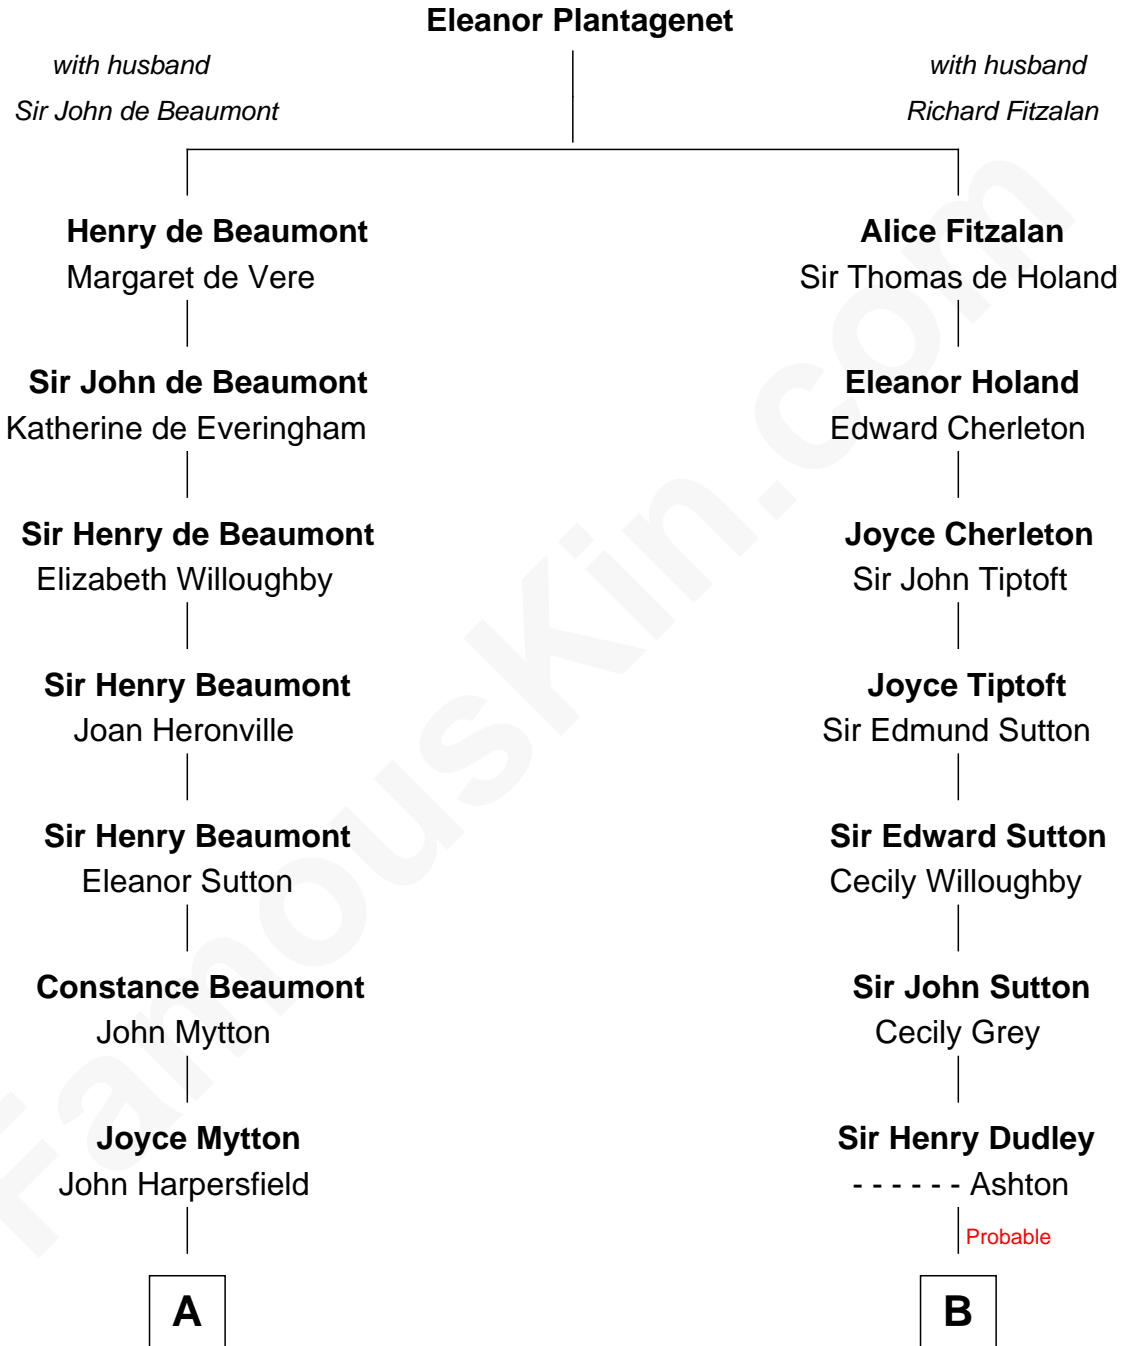 Eleanor Plantagenet
with husband
Sir John de Beaumont
with husband
Richard Fitzalan
Henry de Beaumont
Margaret de Vere
Alice Fitzalan
Sir Thomas de Holand
Sir John de Beaumont
Katherine de Everingham
Eleanor Holand
Edward Cherleton
Sir Henry de Beaumont
Elizabeth Willoughby
Joyce Cherleton
Sir John Tiptoft
Sir Henry Beaumont
Joan Heronville
Joyce Tiptoft
Sir Edmund Sutton
Sir Henry Beaumont
Eleanor Sutton
Sir Edward Sutton
Cecily Willoughby
Constance Beaumont
John Mytton
Sir John Sutton
Cecily Grey
Joyce Mytton
John Harpersfield
Sir Henry Dudley
- - - - - - Ashton
Probable
A
B
FamousKin.com